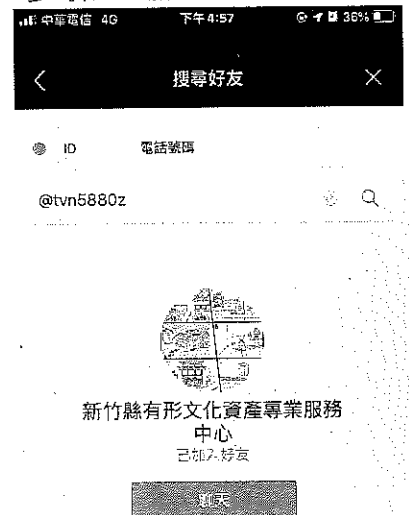 中華電信 4G 下午4:57 36%
搜尋好友
ID 電話號碼
@tvn5880z
新竹縣有形文化資產專業服務
中心
已加入好友
聊天